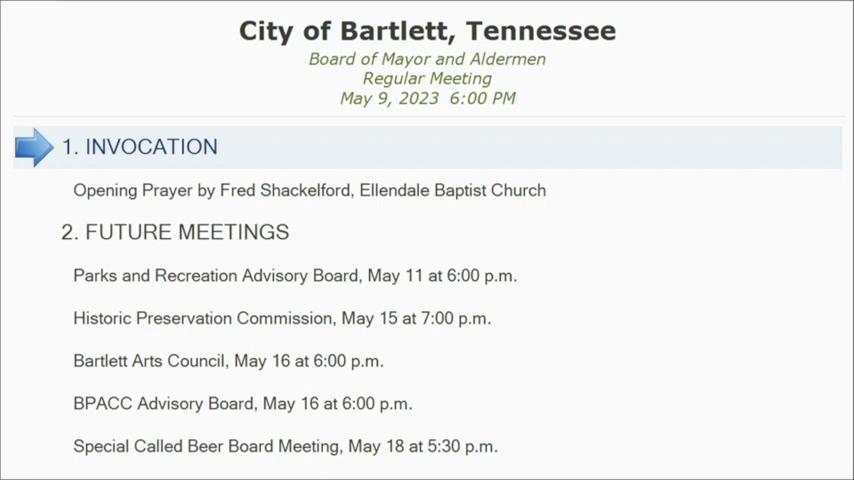 City of Bartlett, Tennessee
Board of Mayor and Aldermen
Regular Meeting
May 9, 2023 6:00 PM
1. INVOCATION
Opening Prayer by Fred Shackelford, Ellendale Baptist Church
2. FUTURE MEETINGS
Parks and Recreation Advisory Board, May 11 at 6:00 p.m.
Historic Preservation Commission, May 15 at 7:00 p.m.
Bartlett Arts Council, May 16 at 6:00 p.m.
BPACC Advisory Board, May 16 at 6:00 p.m.
Special Called Beer Board Meeting, May 18 at 5:30 p.m.